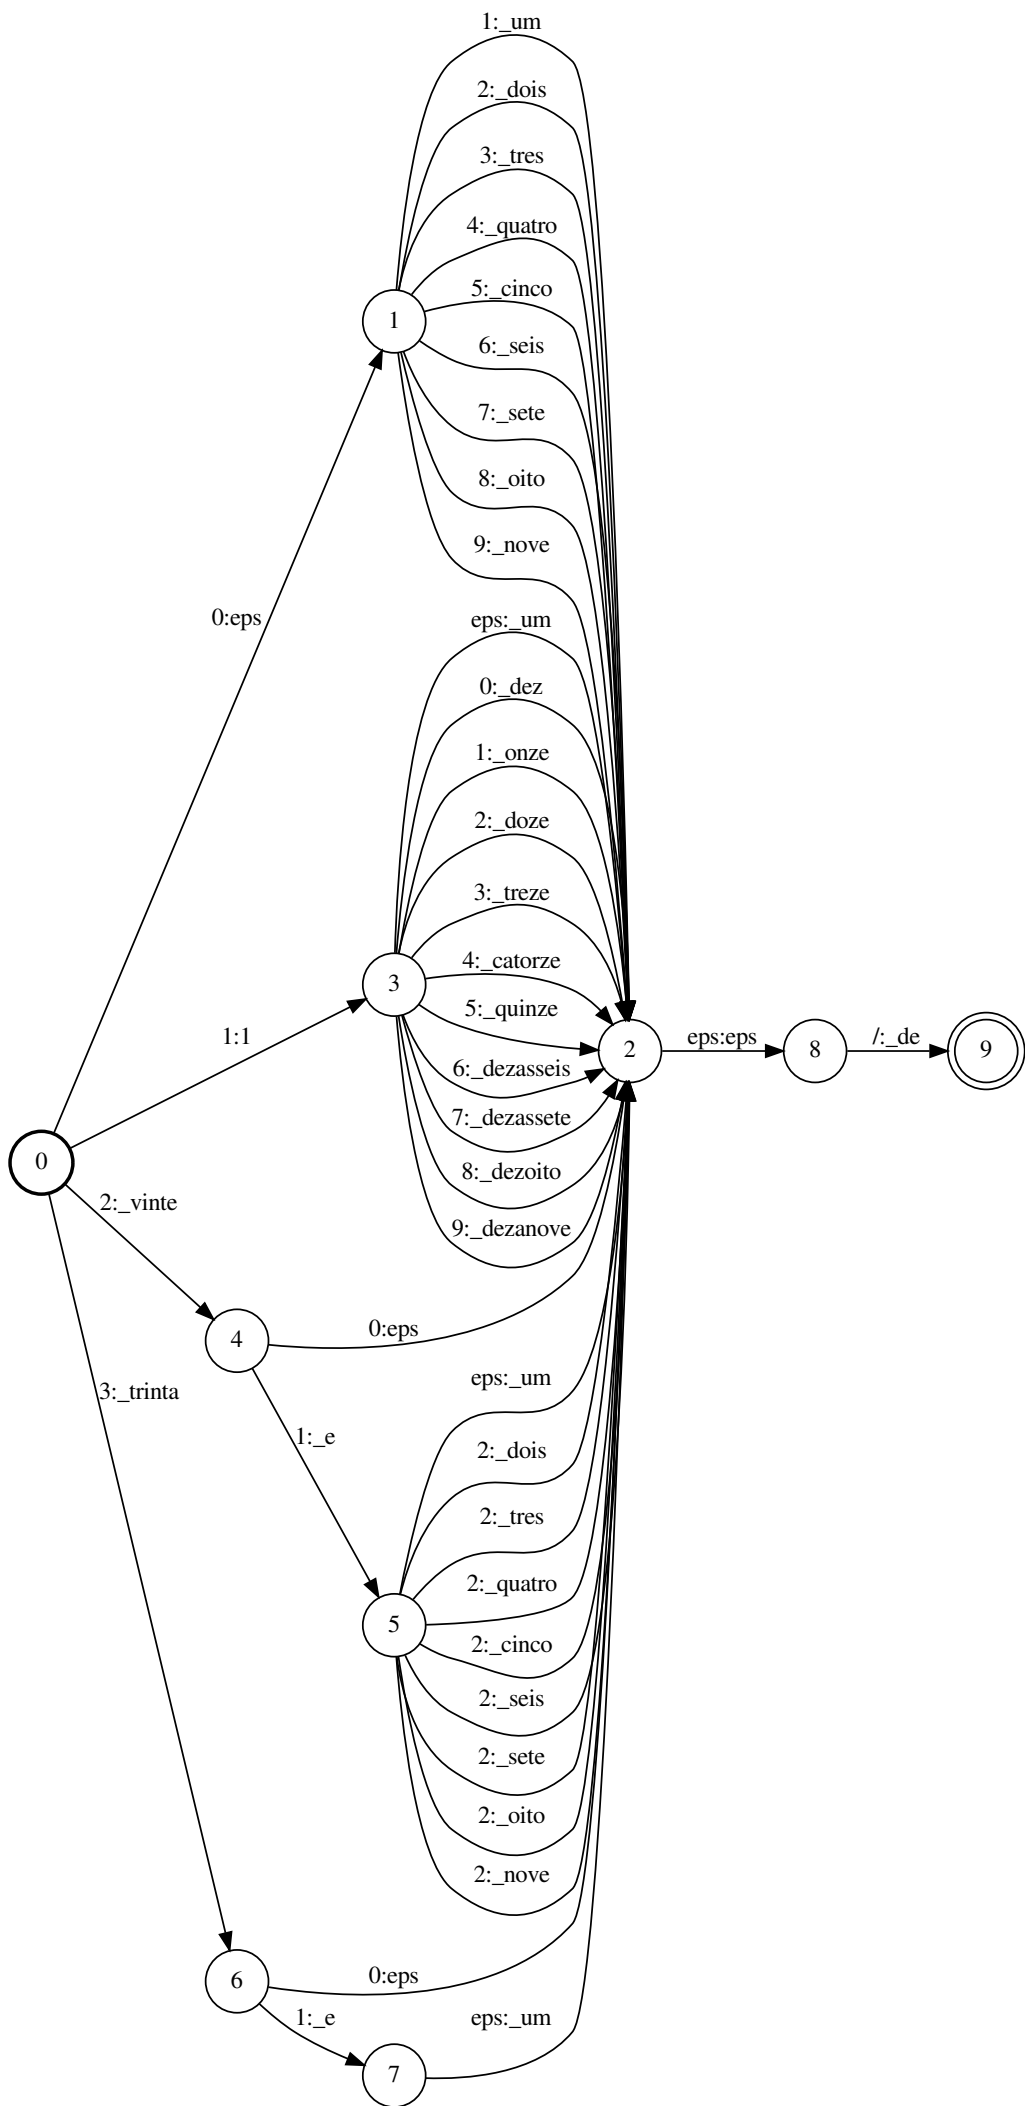 1:_um
2:_dois
3:_tres
4:_quatro
5:_cinco
1
6:_seis
7:_sete
8:_oito
9:_nove
0:eps
eps:_um
0:_dez
1:_onze
2:_doze
3:_treze
4:_catorze
3
5:_quinze
1:1
2
eps:eps
8
/:_de
9
6:_dezasseis
7:_dezassete
0
8:_dezoito
2:_vinte
9:_dezanove
4
0:eps
3:_trinta
eps:_um
1:_e
2:_dois
2:_tres
2:_quatro
5
2:_cinco
2:_seis
2:_sete
2:_oito
2:_nove
6
0:eps
1:_e
eps:_um
7